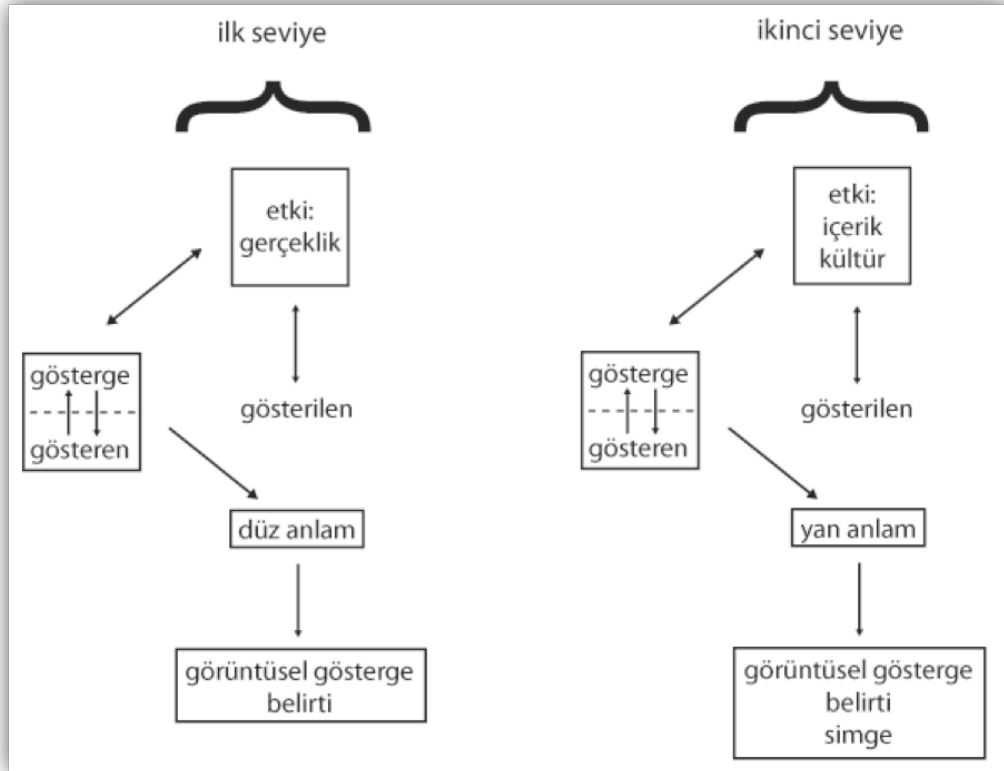 ilk seviye
etki:
gerçeklik
gösterge
gösteren
gösterilen
düz anlam
görüntüsel gösterge
belirti
ikinci seviye
etki:
içerik
kültür
gösterge
gösteren
gösterilen
yan anlam
görüntüsel gösterge
belirti
simge